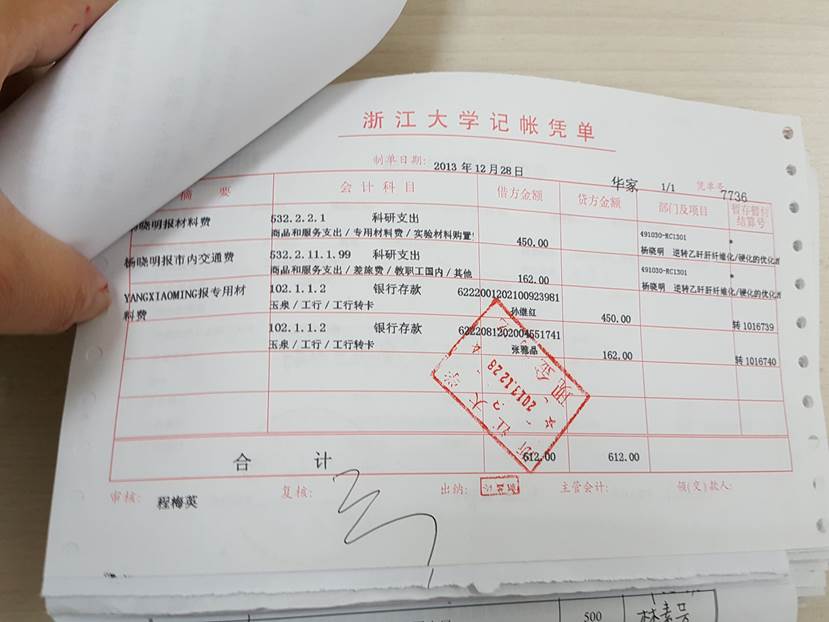 浙江大学记帐凭单
制单日期: 2013 年 12 月 28 日
华家 1/1 凭单号 7736
摘 要 会 计 科 目 借方金额 贷方金额 部门及项目 暂存暂付结算号
杨晓明报材料费 532.2.2.1 科研支出 491030-KC1301
商品和服务支出/专用材料费/实验材料购置 450.00 杨晓明 逆转乙肝肝纤维化/硬化的优化
杨晓明报市内交通费 532.2.11.1.99 科研支出 491030-KC1301
商品和服务支出/差旅费/教职工国内/其他 162.00 杨晓明 逆转乙肝肝纤维化/硬化的优化
YANGXIAOMING报专用材 102.1.1.2 银行存款 6222001202100923981
料费 玉泉/工行/工行转卡 孙继红 450.00 转 1016739
102.1.1.2 银行存款 6222081202004551741
玉泉/工行/工行转卡 张雅晶 162.00 转 1016740
浙江大学
2013.12.28
现金
合 计 612.00 612.00
审核: 程梅英 复核: 出纳: 主管会计: 领(交)款人:
500